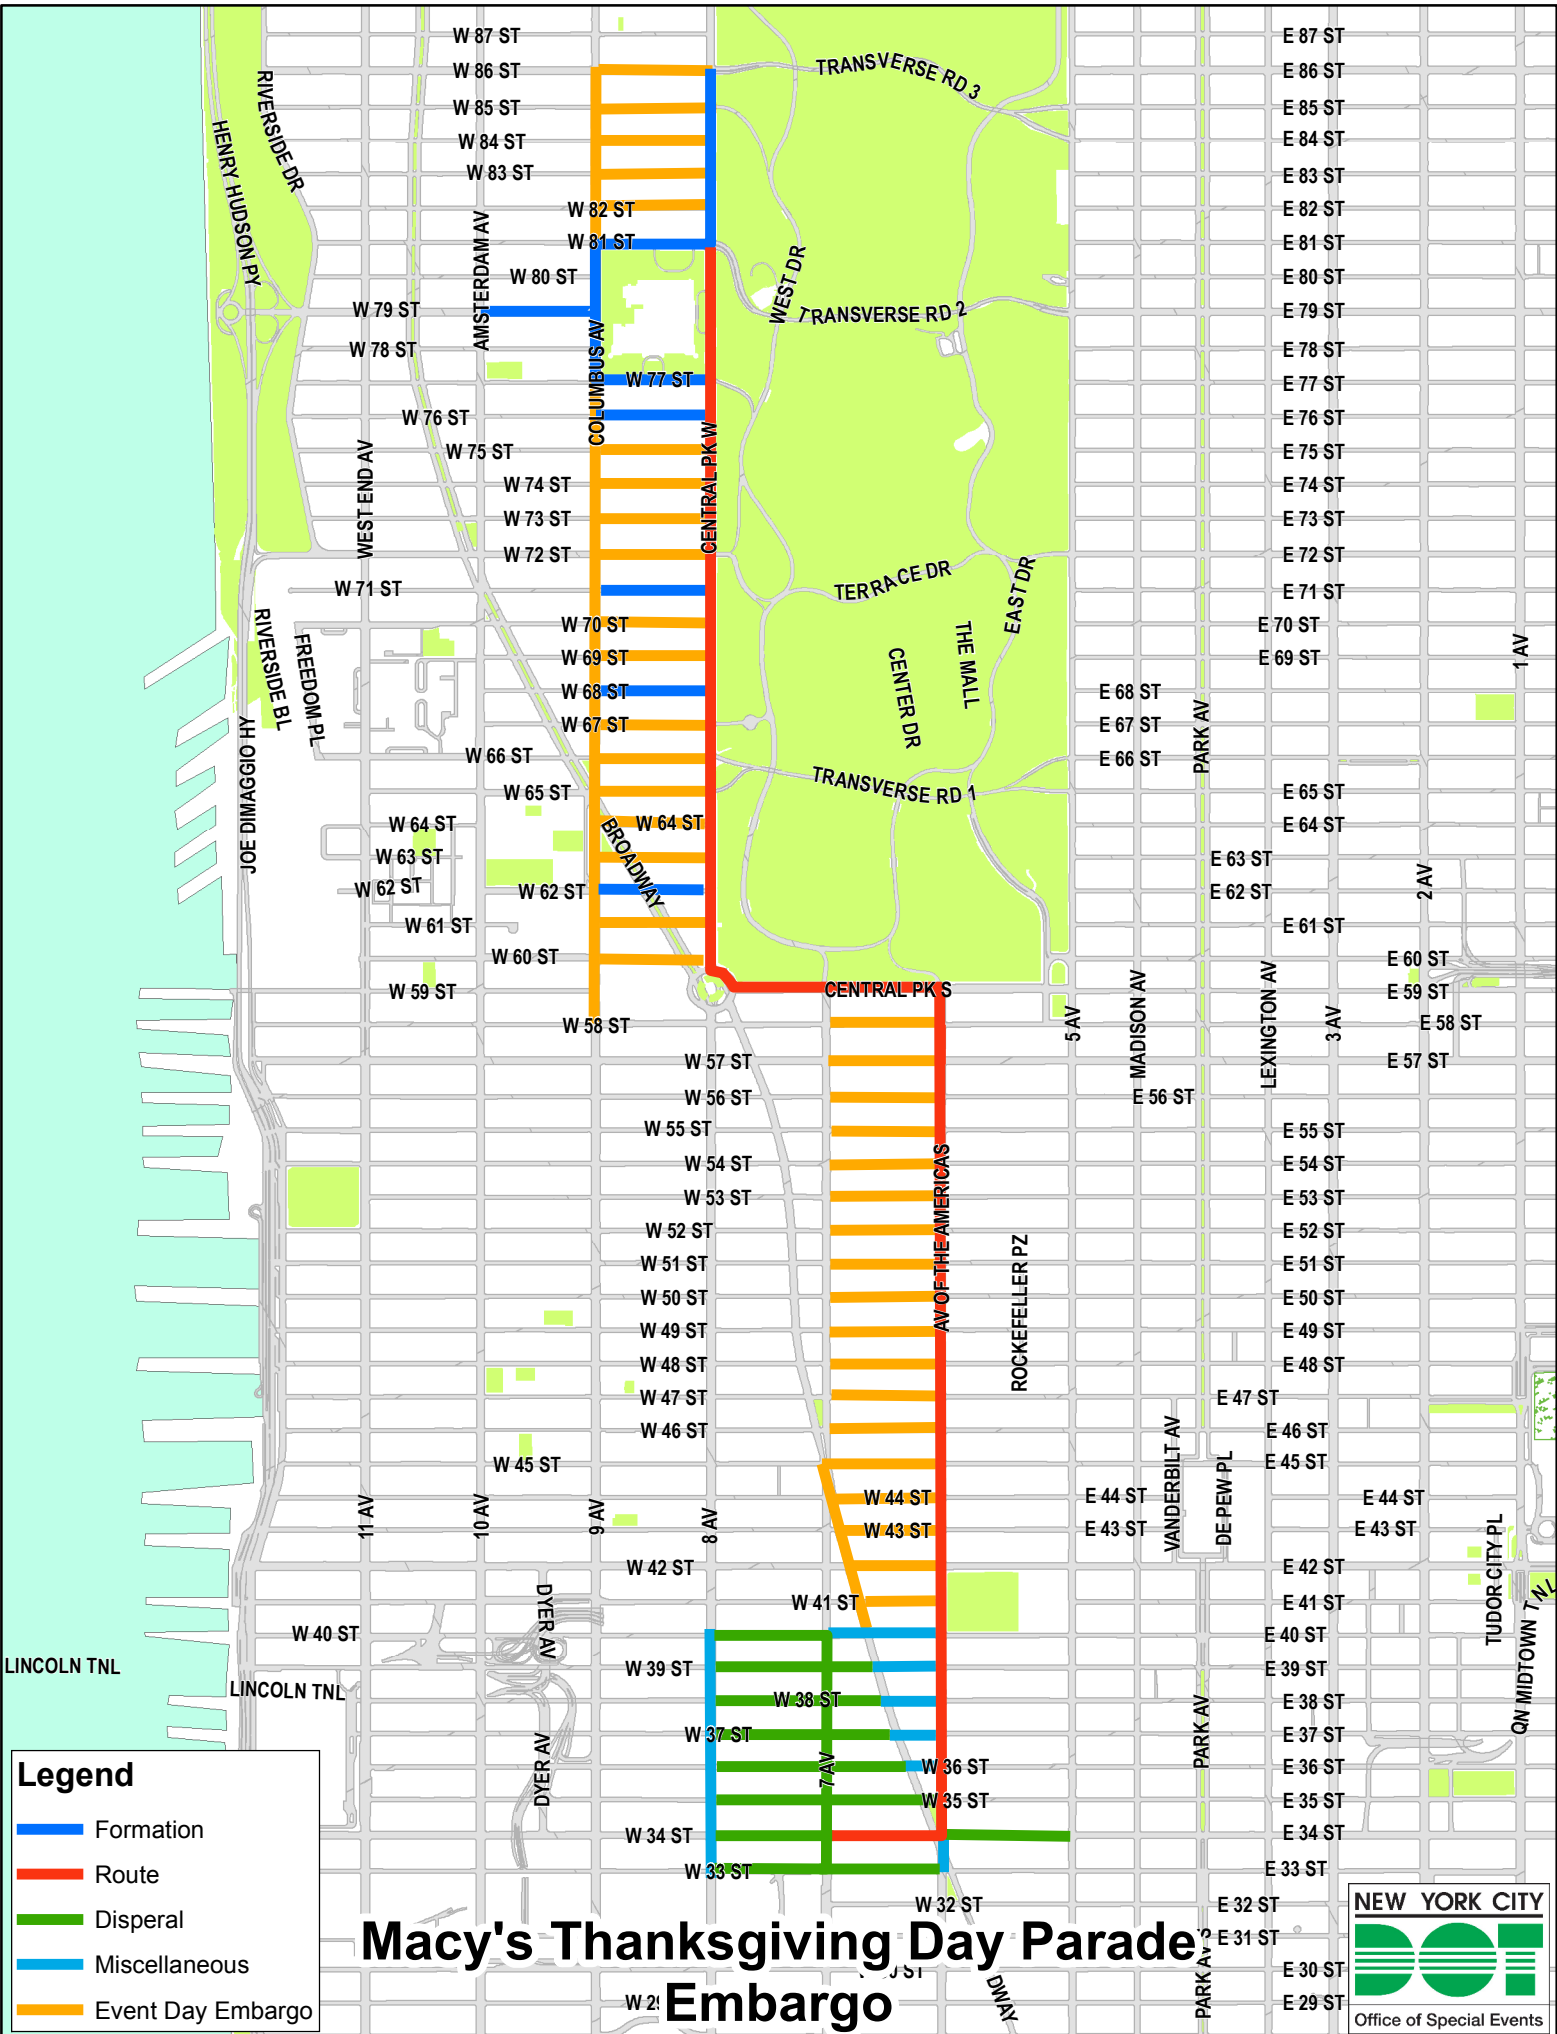 W 87 ST
E 87 ST
W 86 ST
TRANSVERSE RD 3
E 86 ST
RIVERSIDE DR
W 85 ST
E 85 ST
HENRY HUDSON PY
W 84 ST
E 84 ST
W 83 ST
E 83 ST
W 82 ST
E 82 ST
AMSTERDAM AV
W 81 ST
E 81 ST
WEST DR
W 80 ST
E 80 ST
W 79 ST
TRANSVERSE RD 2
E 79 ST
W 78 ST
E 78 ST
COLUMBUS AV
W 77 ST
E 77 ST
W 76 ST
E 76 ST
CENTRAL PK W
WEST END AV
W 75 ST
E 75 ST
W 74 ST
E 74 ST
W 73 ST
E 73 ST
W 72 ST
E 72 ST
TERRACE DR
EAST DR
W 71 ST
E 71 ST
RIVERSIDE BL
FREEDOM PL
W 70 ST
THE MALL
E 70 ST
1 AV
W 69 ST
CENTER DR
E 69 ST
W 68 ST
E 68 ST
PARK AV
W 67 ST
E 67 ST
W 66 ST
E 66 ST
JOE DIMAGGIO HY
W 65 ST
TRANSVERSE RD 1
E 65 ST
W 64 ST
W 64 ST
E 64 ST
BROADWAY
W 63 ST
E 63 ST
W 62 ST
W 62 ST
E 62 ST
2 AV
W 61 ST
E 61 ST
W 60 ST
E 60 ST
W 59 ST
CENTRAL PK S
E 59 ST
5 AV
MADISON AV
LEXINGTON AV
3 AV
W 58 ST
E 58 ST
W 57 ST
E 57 ST
W 56 ST
E 56 ST
W 55 ST
E 55 ST
W 54 ST
E 54 ST
W 53 ST
E 53 ST
AV OF THE AMERICAS
W 52 ST
E 52 ST
W 51 ST
E 51 ST
ROCKEFELLER PZ
W 50 ST
E 50 ST
W 49 ST
E 49 ST
W 48 ST
E 48 ST
W 47 ST
E 47 ST
W 46 ST
E 46 ST
W 45 ST
E 45 ST
VANDERBILT AV
DE PEW PL
W 44 ST
E 44 ST
E 44 ST
11 AV
10 AV
9 AV
8 AV
W 43 ST
E 43 ST
E 43 ST
W 42 ST
E 42 ST
TUDOR CITY PL
DYER AV
W 41 ST
E 41 ST
W 40 ST
E 40 ST
QN MIDTOWN TNL
LINCOLN TNL
W 39 ST
E 39 ST
LINCOLN TNL
W 38 ST
E 38 ST
W 37 ST
PARK AV
E 37 ST
DYER AV
7 AV
W 36 ST
E 36 ST
W 35 ST
E 35 ST
W 34 ST
E 34 ST
W 33 ST
E 33 ST
W 32 ST
E 32 ST
E 31 ST
E 30 ST
E 29 ST
Legend
Formation
Route
Disperal
Miscellaneous
Event Day Embargo
Macy's Thanksgiving Day Parade
Embargo
NEW YORK CITY
DOT
Office of Special Events